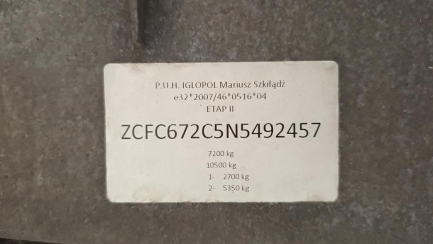 P.U.H. IGLOPOL Mariusz Szkiłądź
e32*2007/46*0516*04
ETAP II
ZCFC672C5N5492457
7200 kg
10500 kg
1- 2700 kg
2- 5350 kg